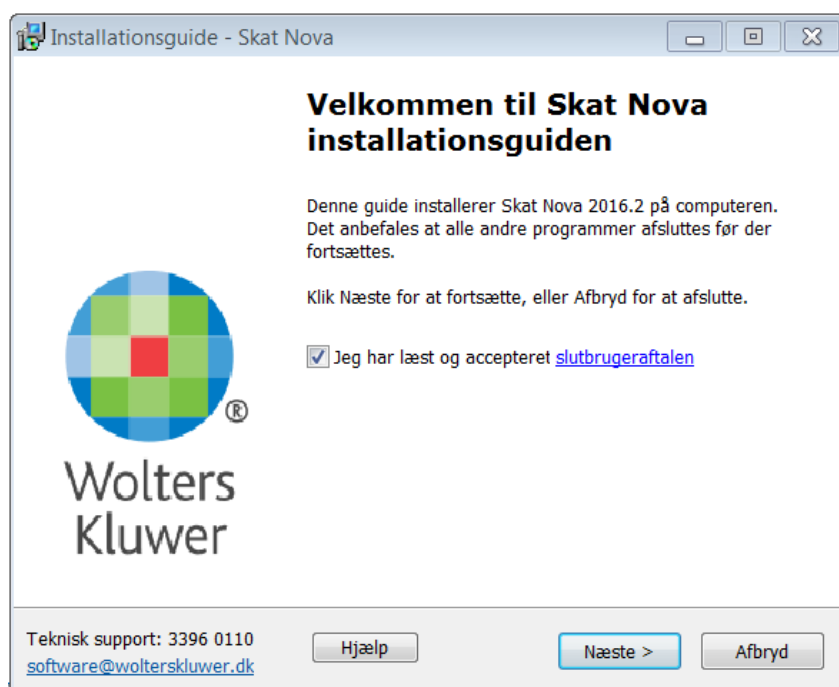 Installationsguide - Skat Nova
Velkommen til Skat Nova
installationsguiden
Denne guide installerer Skat Nova 2016.2 på computeren.
Det anbefales at alle andre programmer afsluttes før der
fortsættes.
Klik Næste for at fortsætte, eller Afbryd for at afslutte.
Jeg har læst og accepteret slutbrugeraftalen
®
Wolters
Kluwer
Teknisk support: 3396 0110
software@wolterskluwer.dk
Hjælp
Næste >
Afbryd